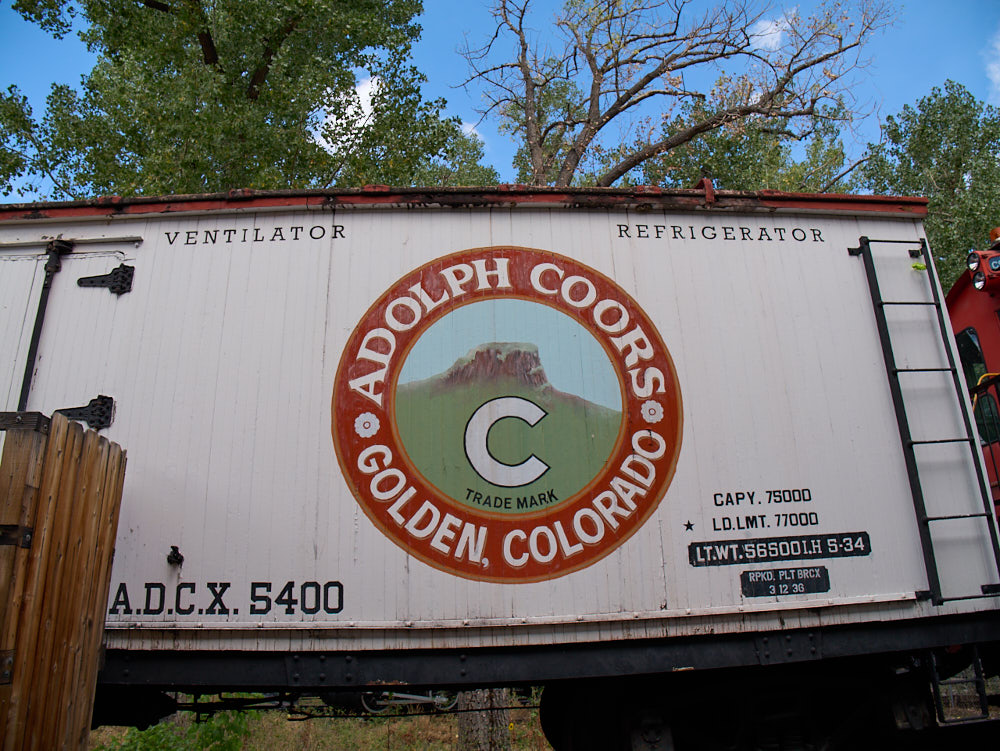 VENTILATOR
REFRIGERATOR
ADOLPH COORS
C
TRADE MARK
GOLDEN, COLORADO
CAPY. 75000
★ LD.LMT. 77000
LT.WT. 56500 I.H 5-34
RPKD. PLT BRCX
3 12 36
A.D.C.X. 5400